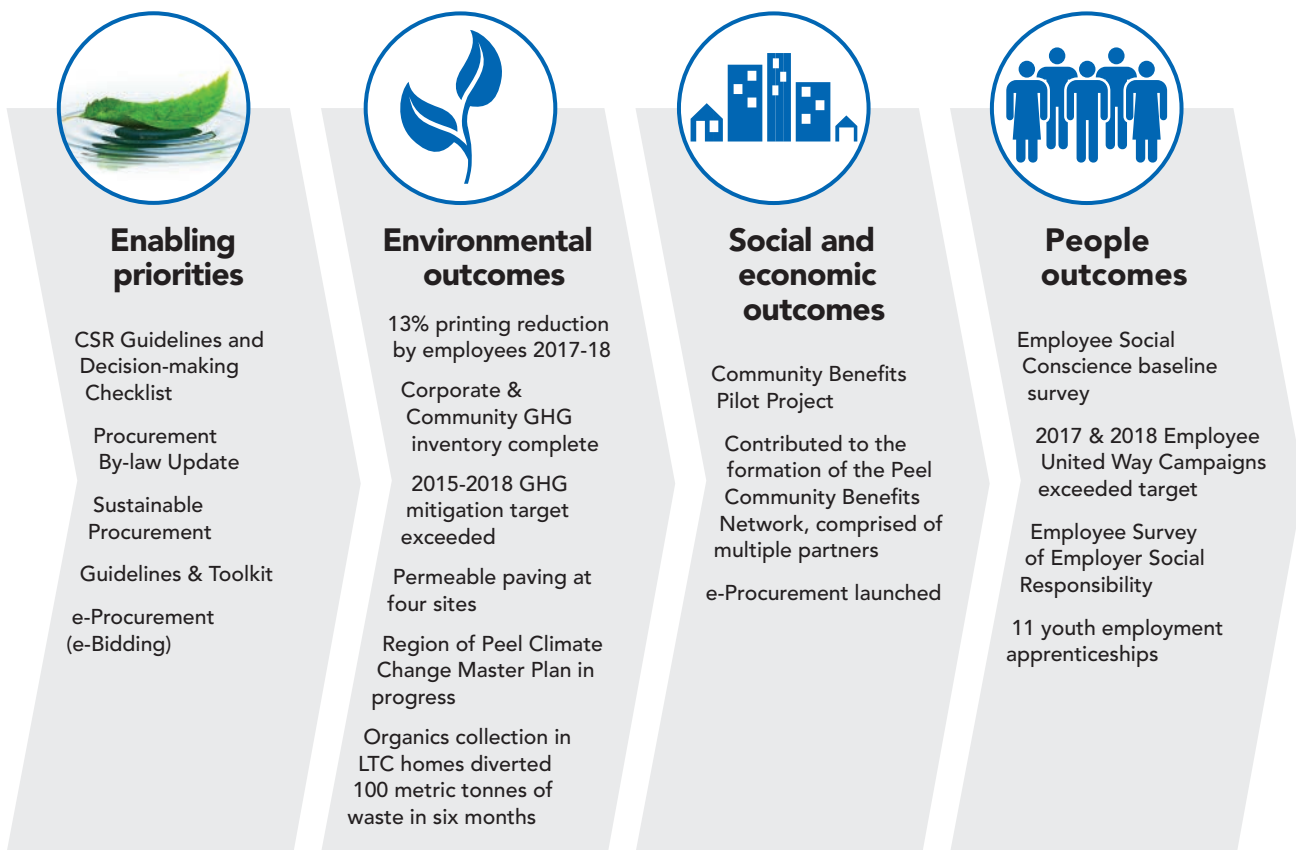 Enabling
priorities
CSR Guidelines and
Decision-making
Checklist
Procurement
By-law Update
Sustainable
Procurement
Guidelines & Toolkit
e-Procurement
(e-Bidding)
Environmental
outcomes
13% printing reduction
by employees 2017-18
Corporate &
Community GHG
inventory complete
2015-2018 GHG
mitigation target
exceeded
Permeable paving at
four sites
Region of Peel Climate
Change Master Plan in
progress
Organics collection in
LTC homes diverted
100 metric tonnes of
waste in six months
Social and
economic
outcomes
Community Benefits
Pilot Project
Contributed to the
formation of the Peel
Community Benefits
Network, comprised of
multiple partners
e-Procurement launched
People
outcomes
Employee Social
Conscience baseline
survey
2017 & 2018 Employee
United Way Campaigns
exceeded target
Employee Survey
of Employer Social
Responsibility
11 youth employment
apprenticeships